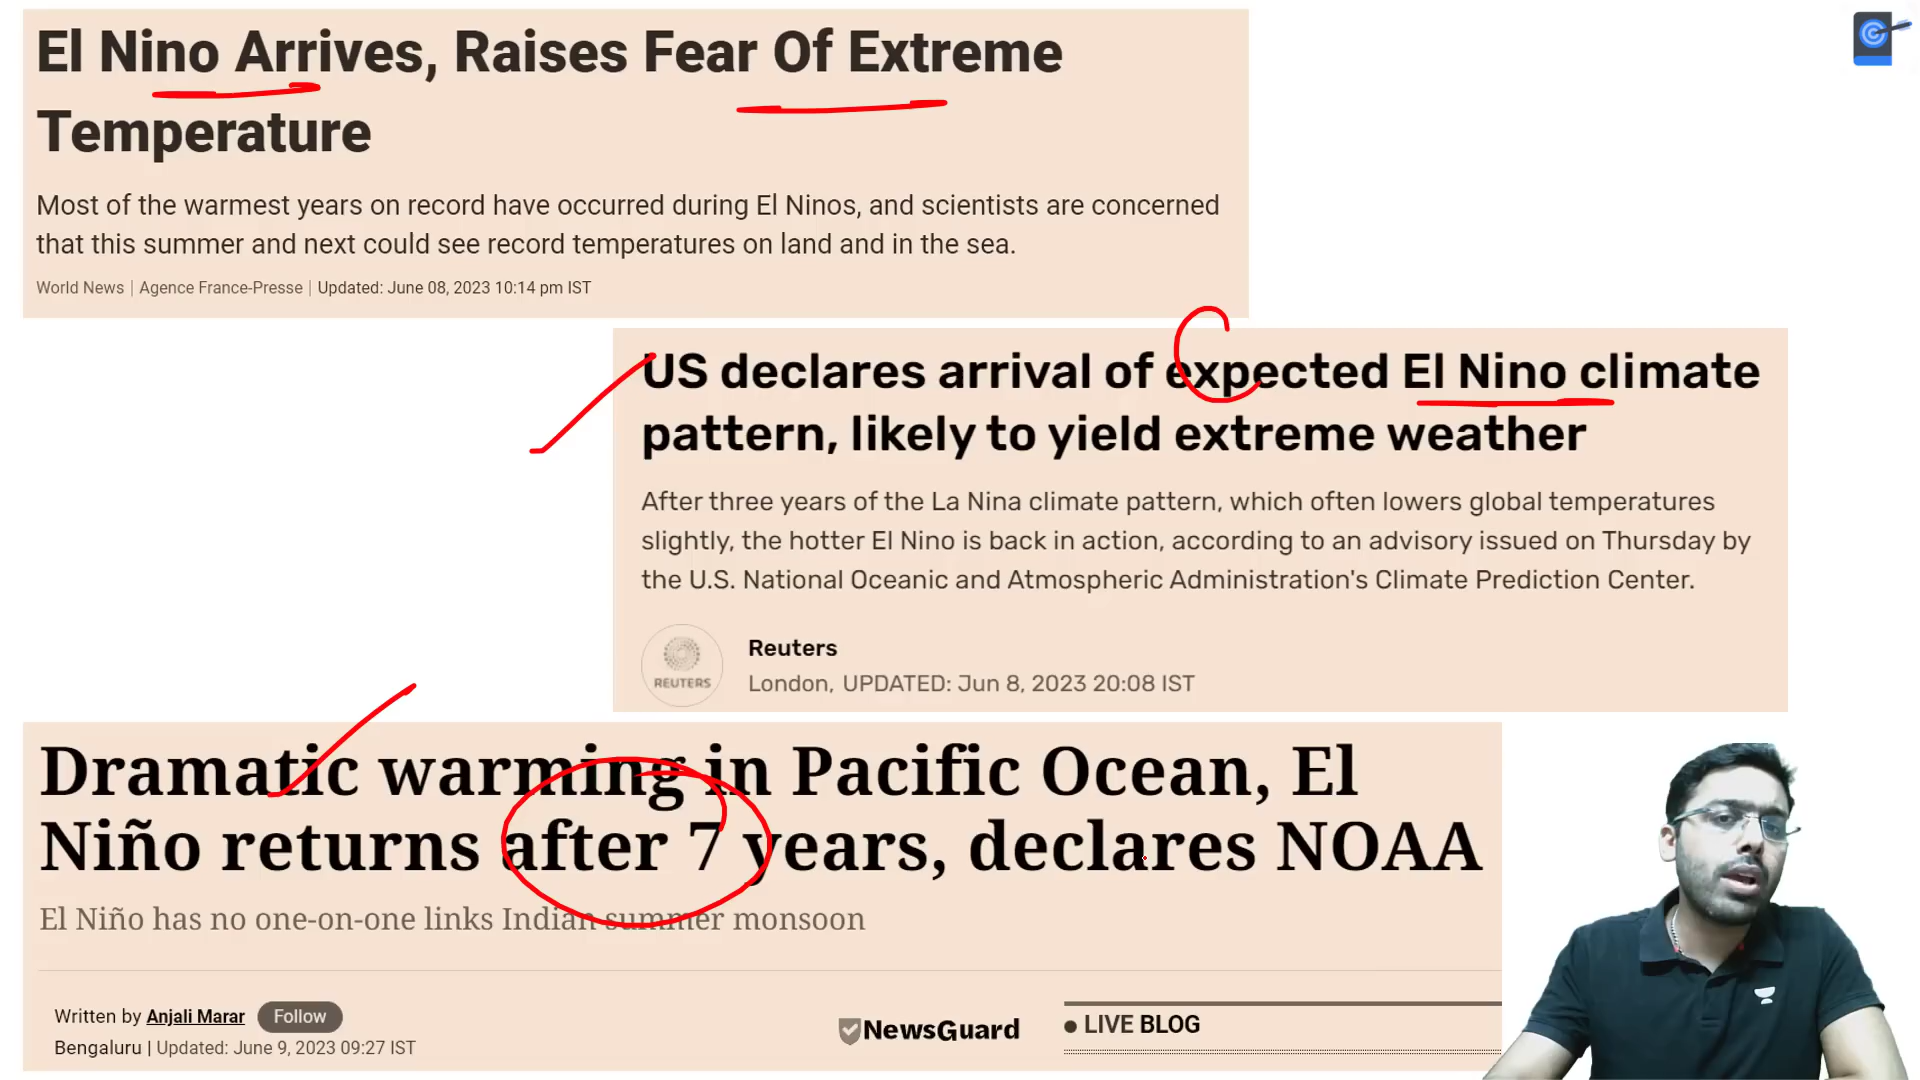 El Nino Arrives, Raises Fear Of Extreme
Temperature
Most of the warmest years on record have occurred during El Ninos, and scientists are concerned
that this summer and next could see record temperatures on land and in the sea.
World News | Agence France-Presse | Updated: June 08, 2023 10:14 pm IST
US declares arrival of expected El Nino climate
pattern, likely to yield extreme weather
After three years of the La Nina climate pattern, which often lowers global temperatures
slightly, the hotter El Nino is back in action, according to an advisory issued on Thursday by
the U.S. National Oceanic and Atmospheric Administration's Climate Prediction Center.
REUTERS
Reuters
London, UPDATED: Jun 8, 2023 20:08 IST
Dramatic warming in Pacific Ocean, El
Niño returns after 7 years, declares NOAA
El Niño has no one-on-one links Indian summer monsoon
Written by Anjali Marar Follow
Bengaluru | Updated: June 9, 2023 09:27 IST
NewsGuard
● LIVE BLOG